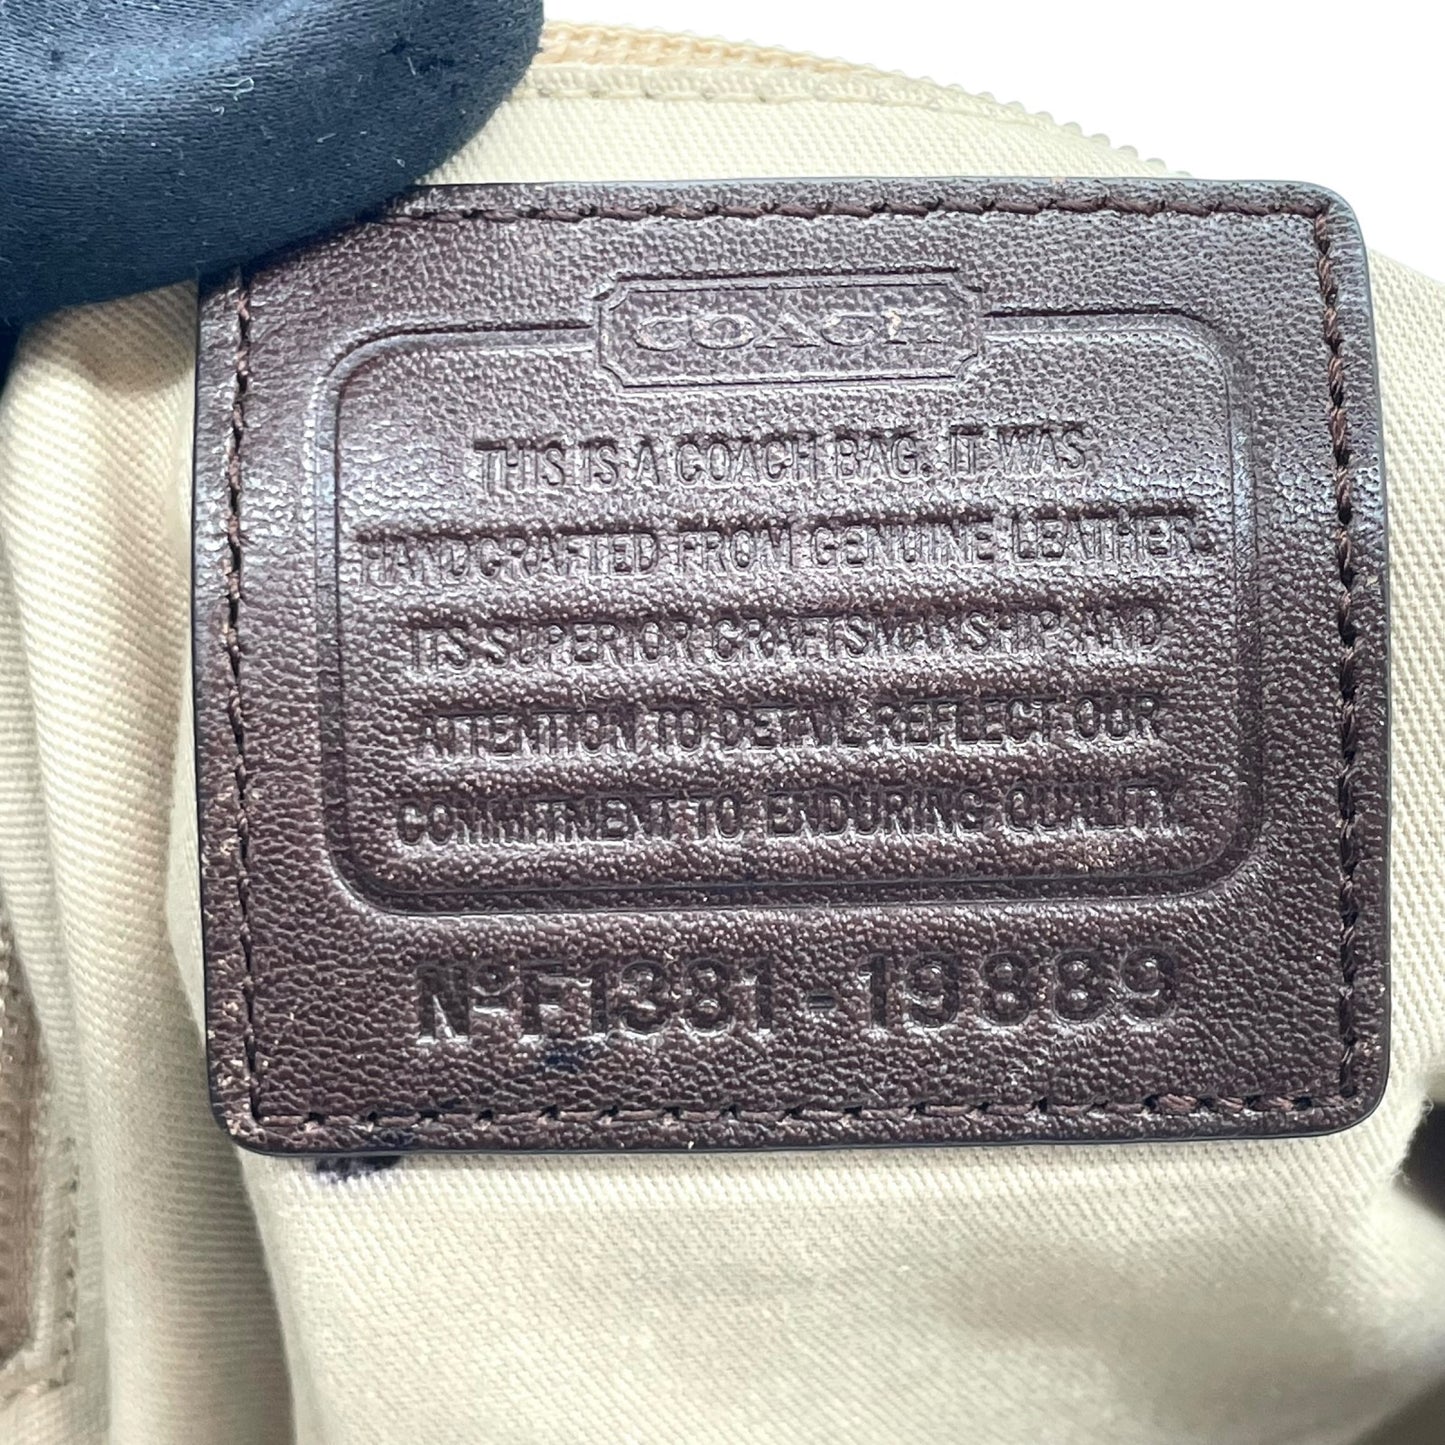 COACH
THIS IS A COACH BAG. IT WAS
HANDCRAFTED FROM GENUINE LEATHER.
ITS SUPERIOR CRAFTSMANSHIP AND
ATTENTION TO DETAIL REFLECT OUR
COMMITMENT TO ENDURING QUALITY.
Nº F1331-19889